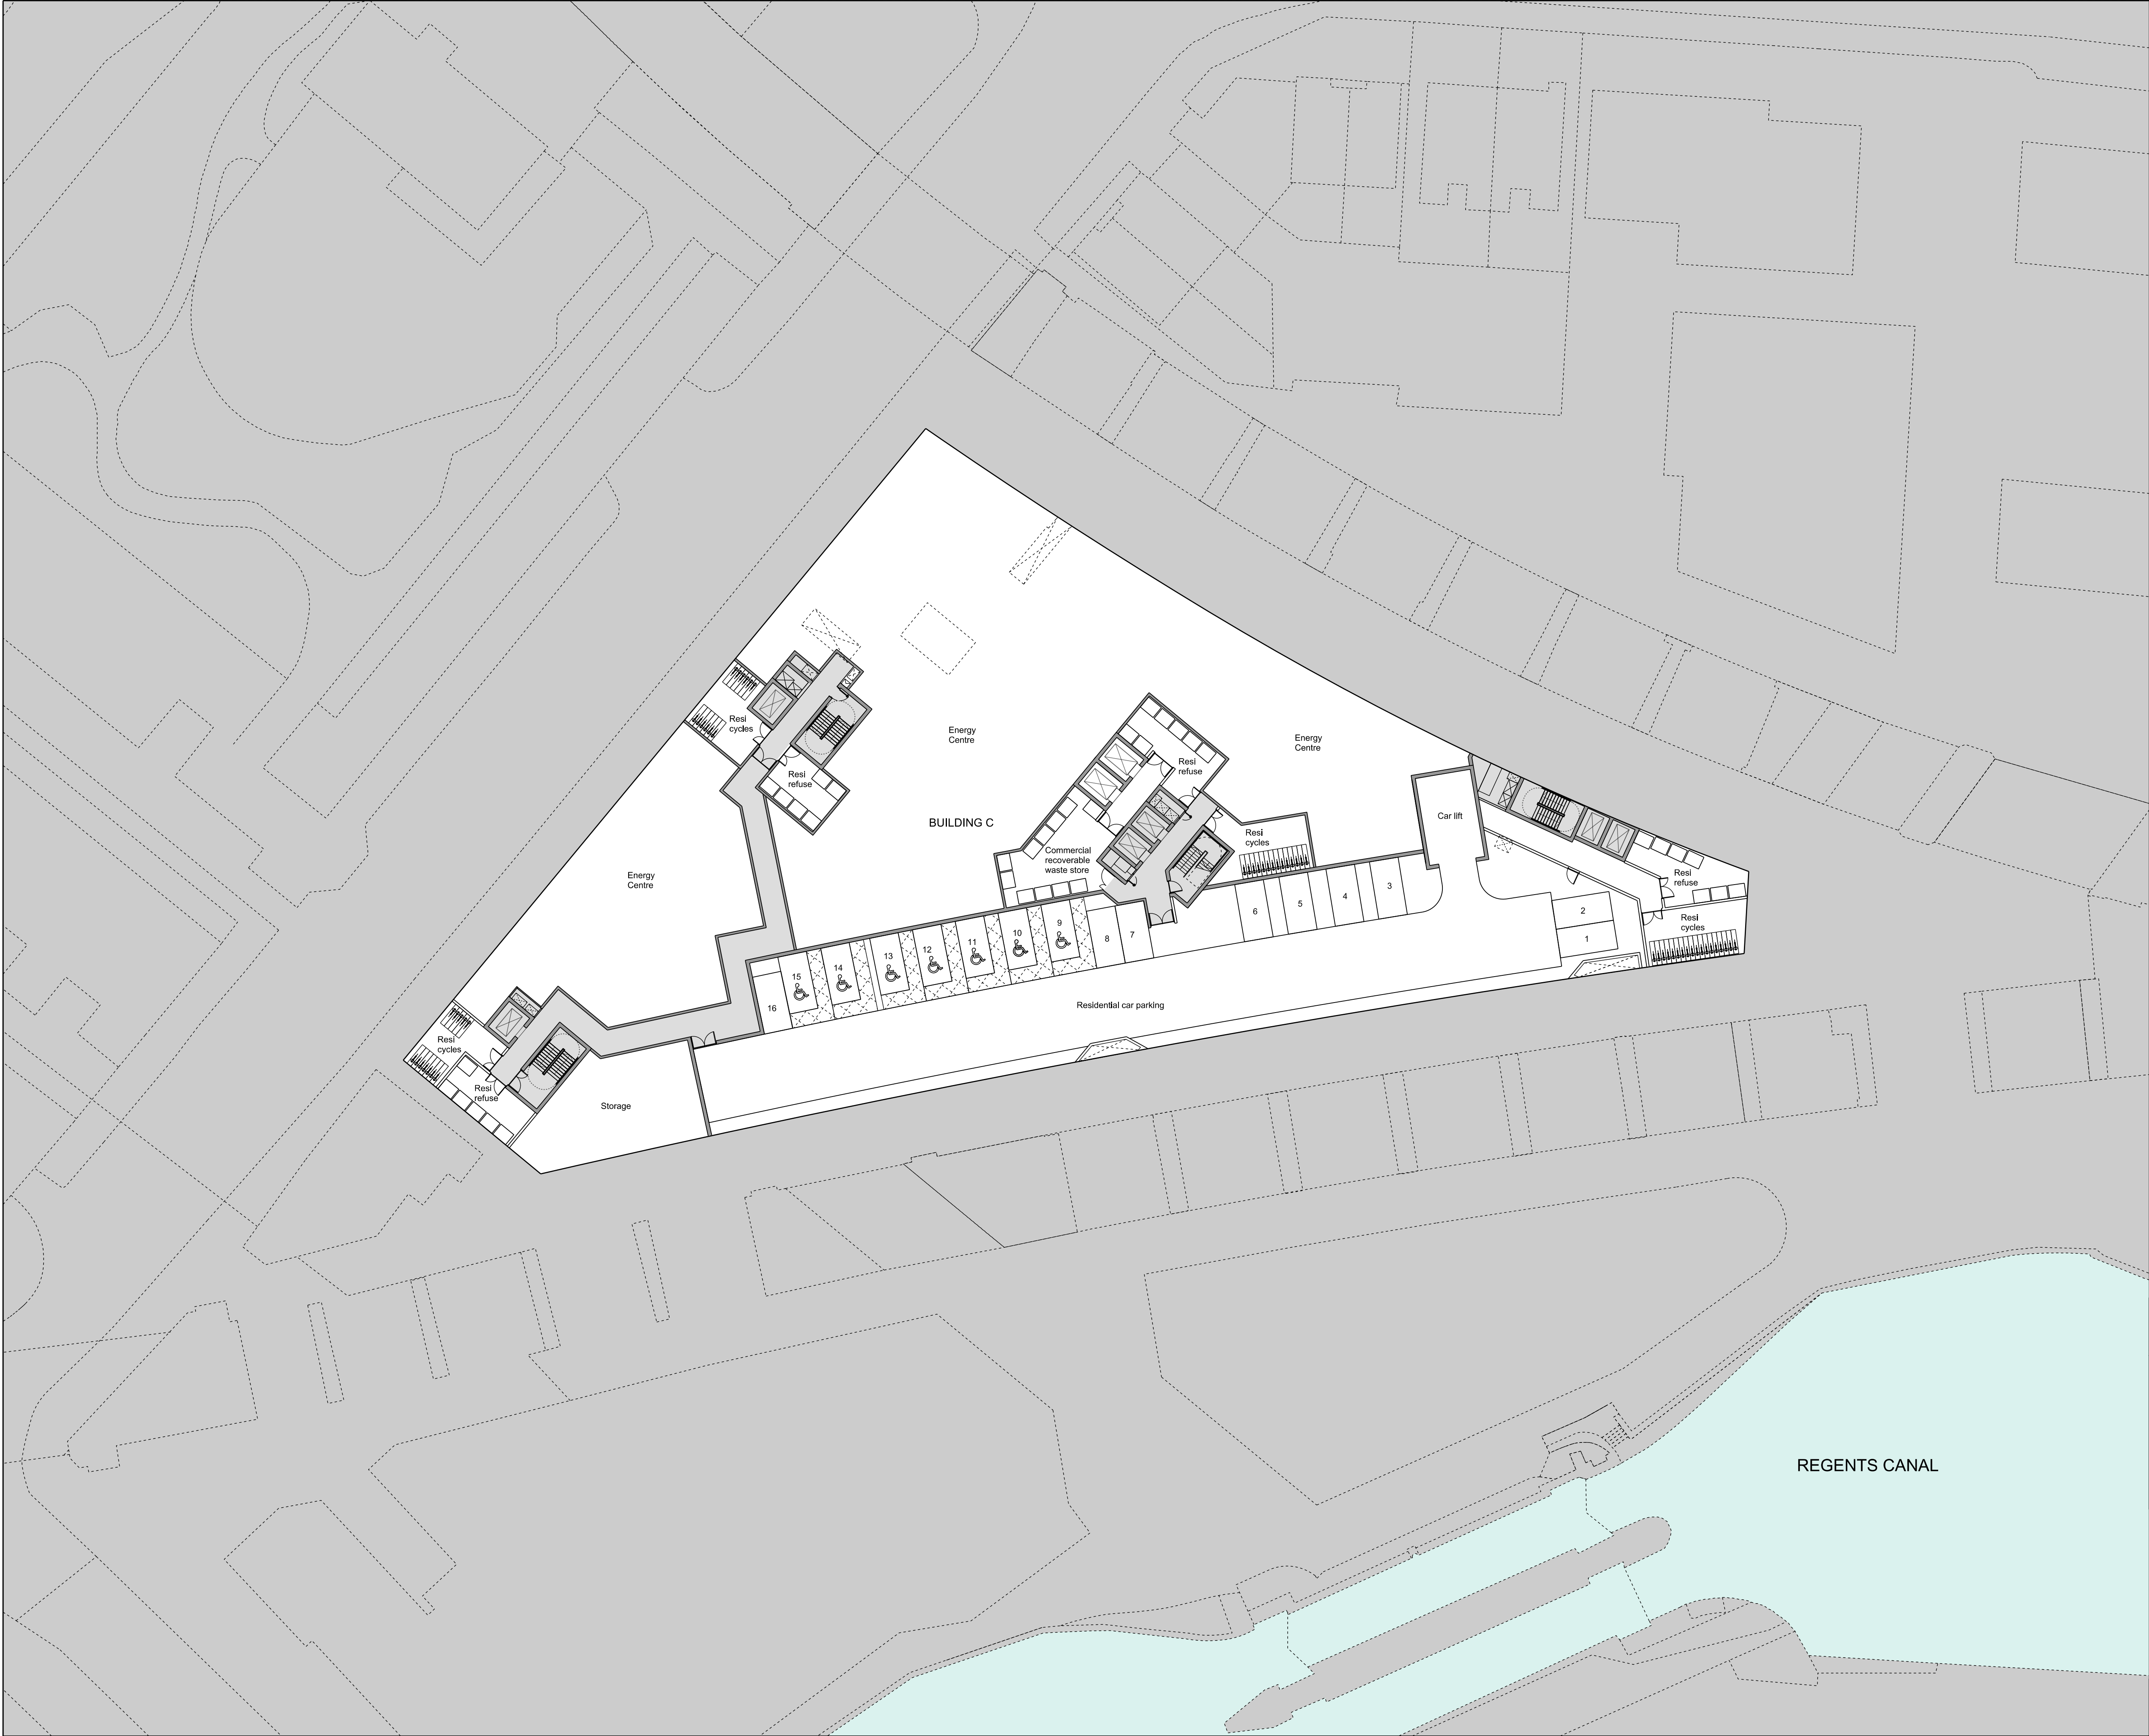 Resi
cycles
Resi
refuse
Energy
Centre
BUILDING C
Energy
Centre
Resi
refuse
Commercial
recoverable
waste store
Resi
cycles
Car lift
Resi
refuse
Resi
cycles
Energy
Centre
1
2
3
4
5
6
7
8
9
10
11
12
13
14
15
16
Residential car parking
Resi
cycles
Resi
refuse
Storage
REGENTS CANAL